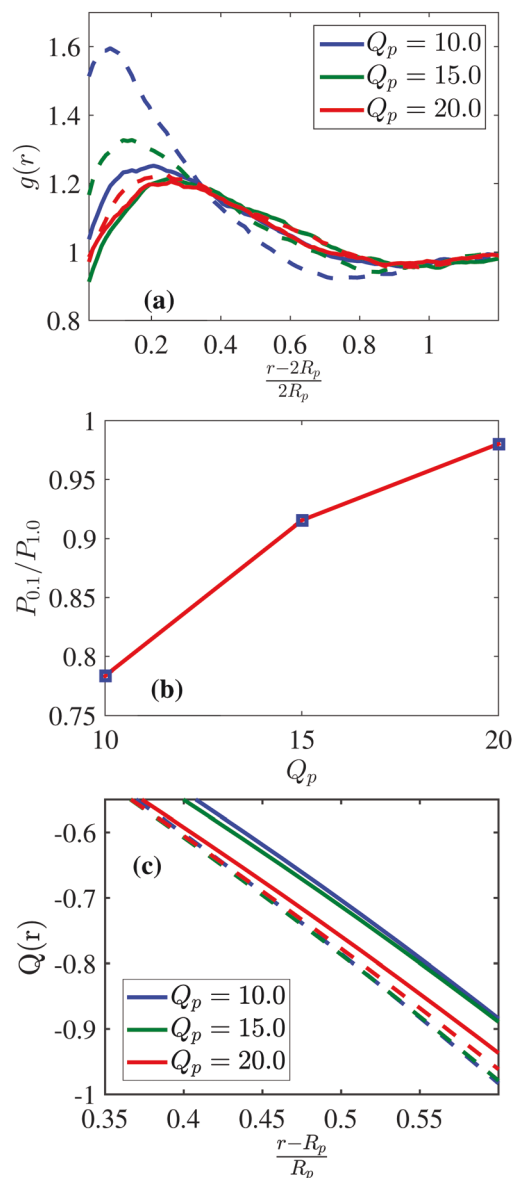 1.6
1.4
1.2
1
0.8
g(r)
Q_p = 10.0
Q_p = 15.0
Q_p = 20.0
(a)
0.2 0.4 0.6 0.8 1
r−2R_p
2R_p
1
0.95
0.9
0.85
0.8
0.75
P_{0.1}/P_{1.0}
(b)
10 15 20
Q_p
-0.6
-0.7
-0.8
-0.9
-1
Q(r)
(c)
Q_p = 10.0
Q_p = 15.0
Q_p = 20.0
0.35 0.4 0.45 0.5 0.55
r−R_p
R_p